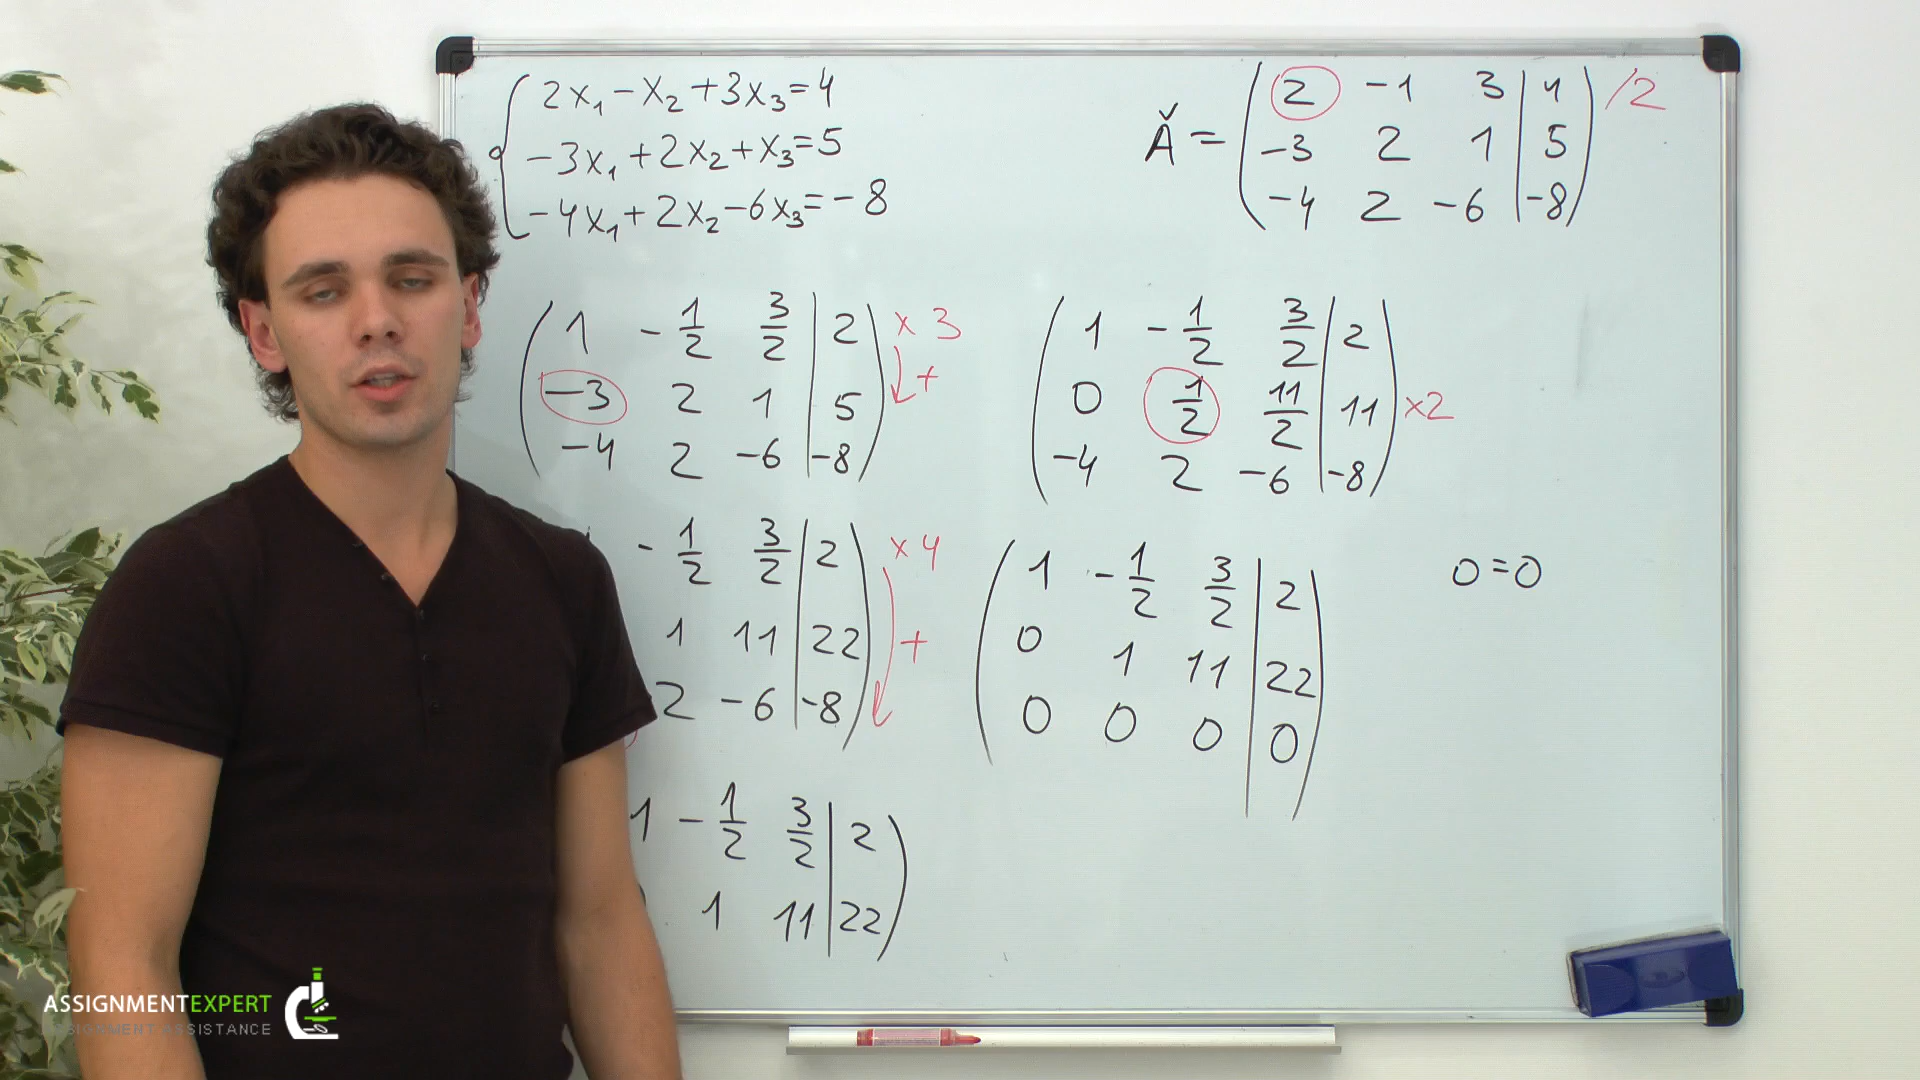 2x₁-x₂+3x₃=4
-3x₁+2x₂+x₃=5
-4x₁+2x₂-6x₃=-8
Ǎ = ( 2 -1 3 | 4 ) /2
-3 2 1 | 5
-4 2 -6 | -8
1 -1/2 3/2 | 2 x 3
-3 2 1 | 5 +
-4 2 -6 | -8
1 -1/2 3/2 | 2
0 1/2 11/2 | 11 x2
-4 2 -6 | -8
-1/2 3/2 | 2 x 4
1 11 | 22 +
2 -6 | -8
1 -1/2 3/2 | 2
0 1 11 | 22
0 0 0 | 0
0=0
1 -1/2 3/2 | 2
1 11 | 22
ASSIGNMENTEXPERT
ASSIGNMENT ASSISTANCE